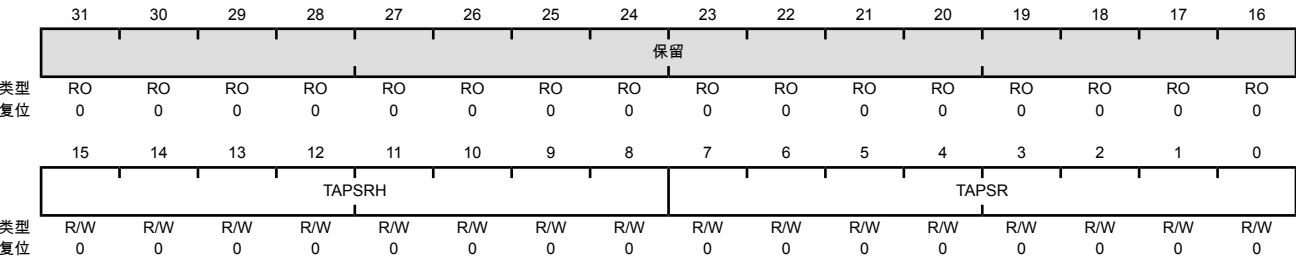 31 30 29 28 27 26 25 24 23 22 21 20 19 18 17 16
保留
类型 RO RO RO RO RO RO RO RO RO RO RO RO RO RO RO RO
复位 0 0 0 0 0 0 0 0 0 0 0 0 0 0 0 0
15 14 13 12 11 10 9 8 7 6 5 4 3 2 1 0
TAPSRH TAPSR
类型 R/W R/W R/W R/W R/W R/W R/W R/W R/W R/W R/W R/W R/W R/W R/W R/W
复位 0 0 0 0 0 0 0 0 0 0 0 0 0 0 0 0